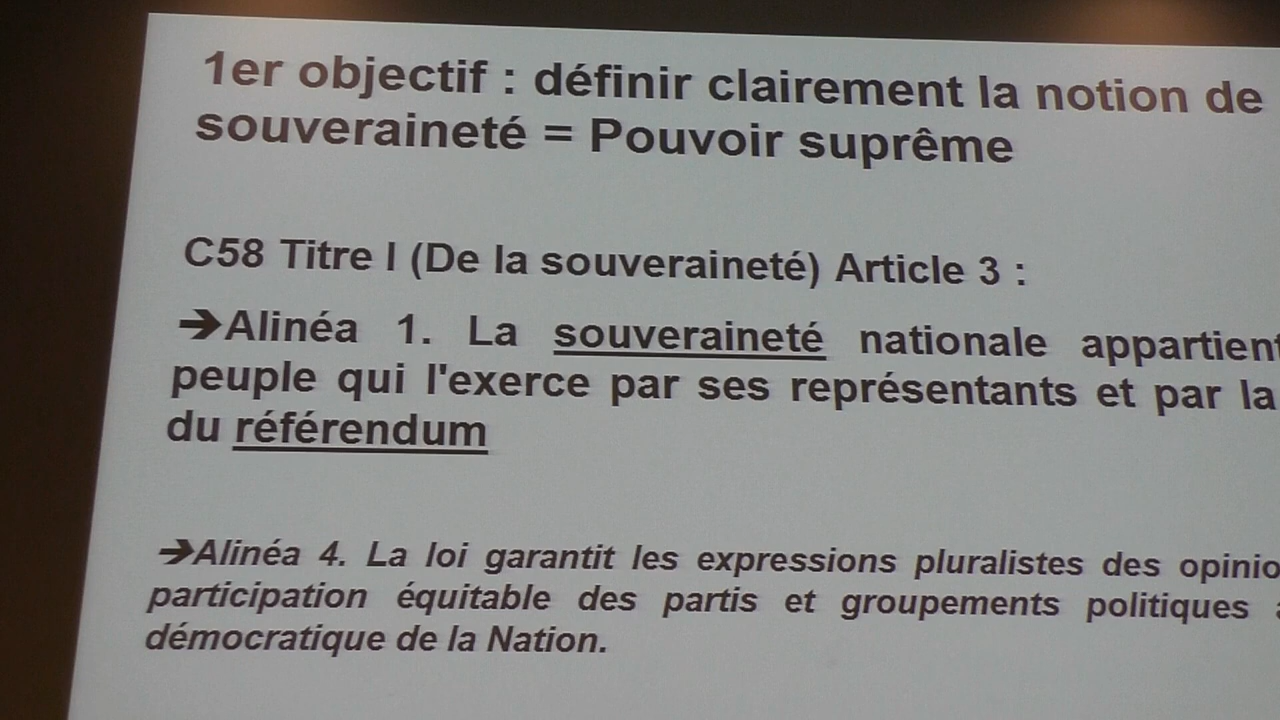 1er objectif : définir clairement la notion de
souveraineté = Pouvoir suprême
C58 Titre I (De la souveraineté) Article 3 :
➔Alinéa 1. La souveraineté nationale appartient
peuple qui l'exerce par ses représentants et par la
du référendum
➔Alinéa 4. La loi garantit les expressions pluralistes des opinio
participation équitable des partis et groupements politiques
démocratique de la Nation.